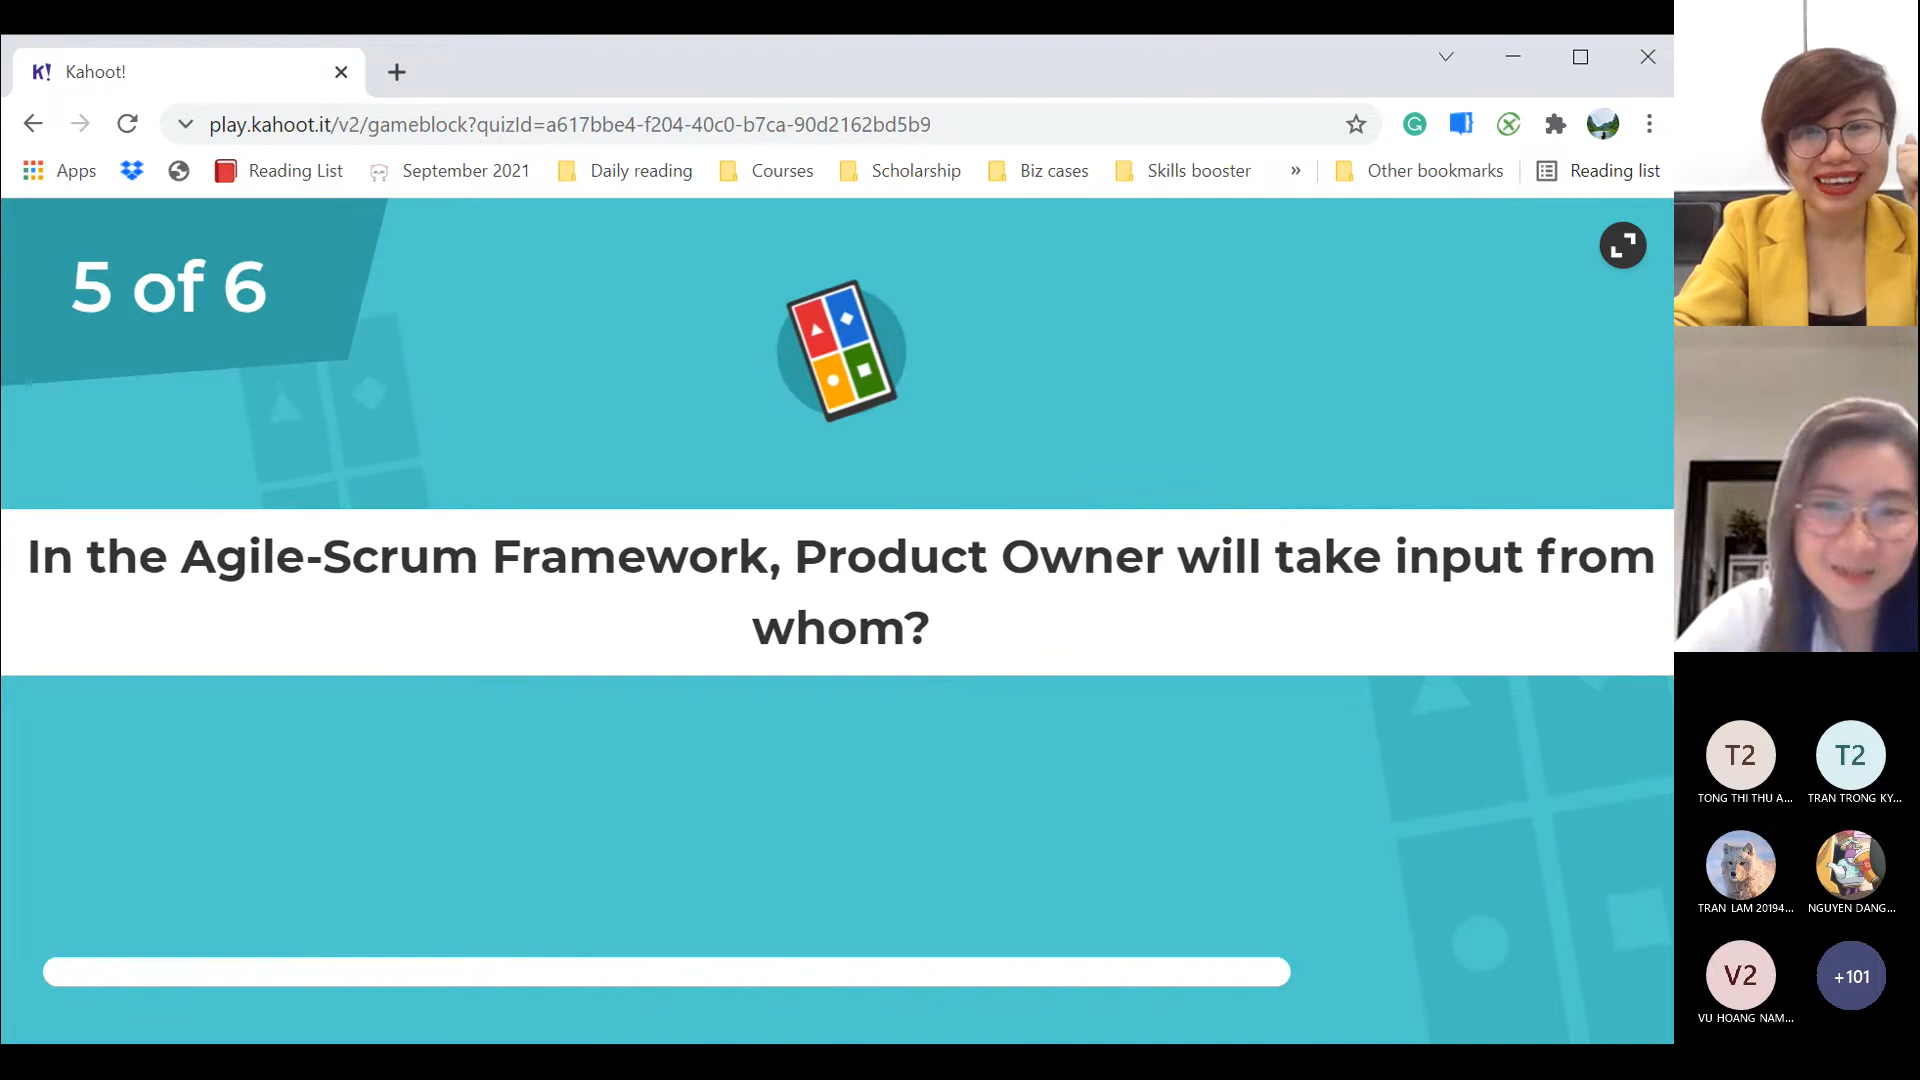 K! Kahoot!
play.kahoot.it/v2/gameblock?quizId=a617bbe4-f204-40c0-b7ca-90d2162bd5b9
Apps Reading List September 2021 Daily reading Courses Scholarship Biz cases Skills booster » Other bookmarks Reading list
5 of 6
In the Agile-Scrum Framework, Product Owner will take input from
whom?
T2 T2
TONG THI THU A... TRAN TRONG KY...
TRAN LAM 20194... NGUYEN DANG...
V2 +101
VU HOANG NAM...